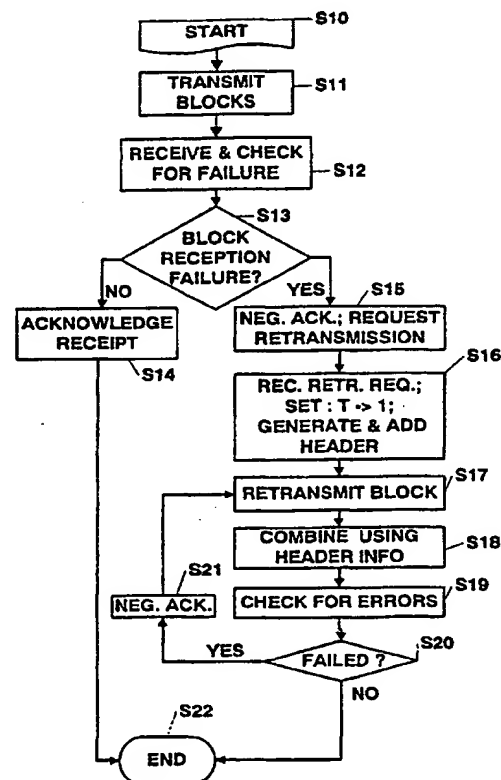 S10
START
S11
TRANSMIT
BLOCKS
RECEIVE & CHECK
FOR FAILURE
S12
S13
BLOCK
RECEPTION
FAILURE?
NO
YES
S15
ACKNOWLEDGE
RECEIPT
S14
NEG. ACK.; REQUEST
RETRANSMISSION
S16
REC. RETR. REQ.;
SET : T -> 1;
GENERATE & ADD
HEADER
S17
RETRANSMIT BLOCK
S18
COMBINE USING
HEADER INFO
S21
NEG. ACK.
S19
CHECK FOR ERRORS
S20
YES
FAILED ?
NO
S22
END